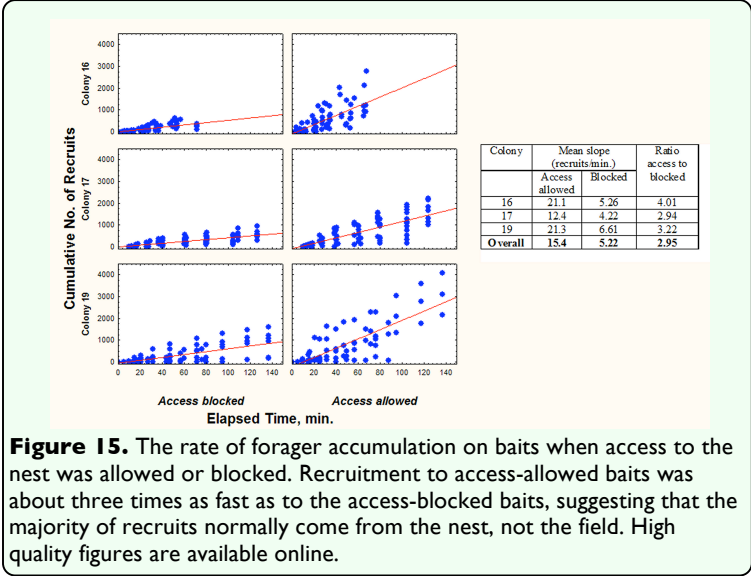 4000
3000
2000
1000
0
Colony 16
4000
3000
2000
1000
0
Colony 17
4000
3000
2000
1000
0
Colony 19
Cumulative No. of Recruits
0 20 40 60 80 100 120 140
0 20 40 60 80 100 120 140
Access blocked Access allowed
Elapsed Time, min.
Colony Mean slope Ratio
(recruits/min.) access to
Access Blocked blocked
allowed
16 21.1 5.26 4.01
17 12.4 4.22 2.94
19 21.3 6.61 3.22
Overall 15.4 5.22 2.95
Figure 15. The rate of forager accumulation on baits when access to the
nest was allowed or blocked. Recruitment to access-allowed baits was
about three times as fast as to the access-blocked baits, suggesting that the
majority of recruits normally come from the nest, not the field. High
quality figures are available online.